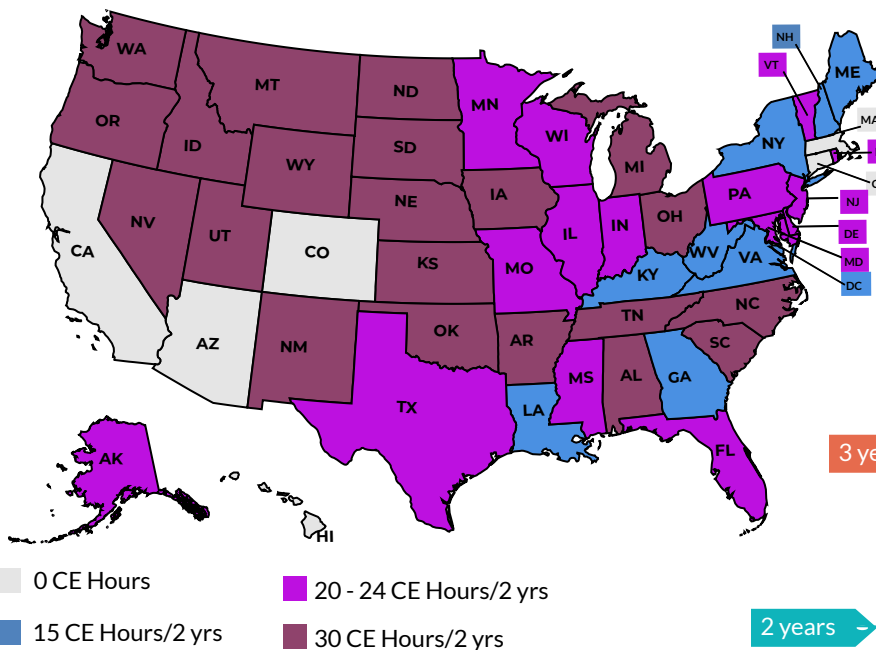 NH
WA
VT
ME
MT
ND
MN
MA
OR
WI
NY
ID
SD
MI
WY
PA
IA
NE
NJ
OH
NV
IL
IN
UT
DE
CO
WV
CA
VA
KS
MD
MO
KY
DC
NC
TN
OK
AR
SC
AZ
NM
AL
MS
GA
TX
LA
FL
3 ye
AK
HI
0 CE Hours
20 - 24 CE Hours/2 yrs
15 CE Hours/2 yrs
2 years
30 CE Hours/2 yrs